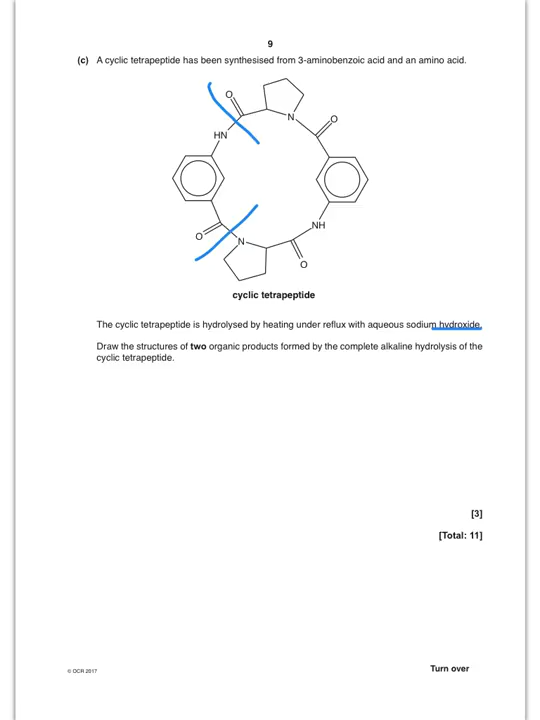 9
(c) A cyclic tetrapeptide has been synthesised from 3-aminobenzoic acid and an amino acid.
O
N
O
HN
O
N
NH
O
cyclic tetrapeptide
The cyclic tetrapeptide is hydrolysed by heating under reflux with aqueous sodium hydroxide.
Draw the structures of two organic products formed by the complete alkaline hydrolysis of the
cyclic tetrapeptide.
[3]
[Total: 11]
© OCR 2017
Turn over